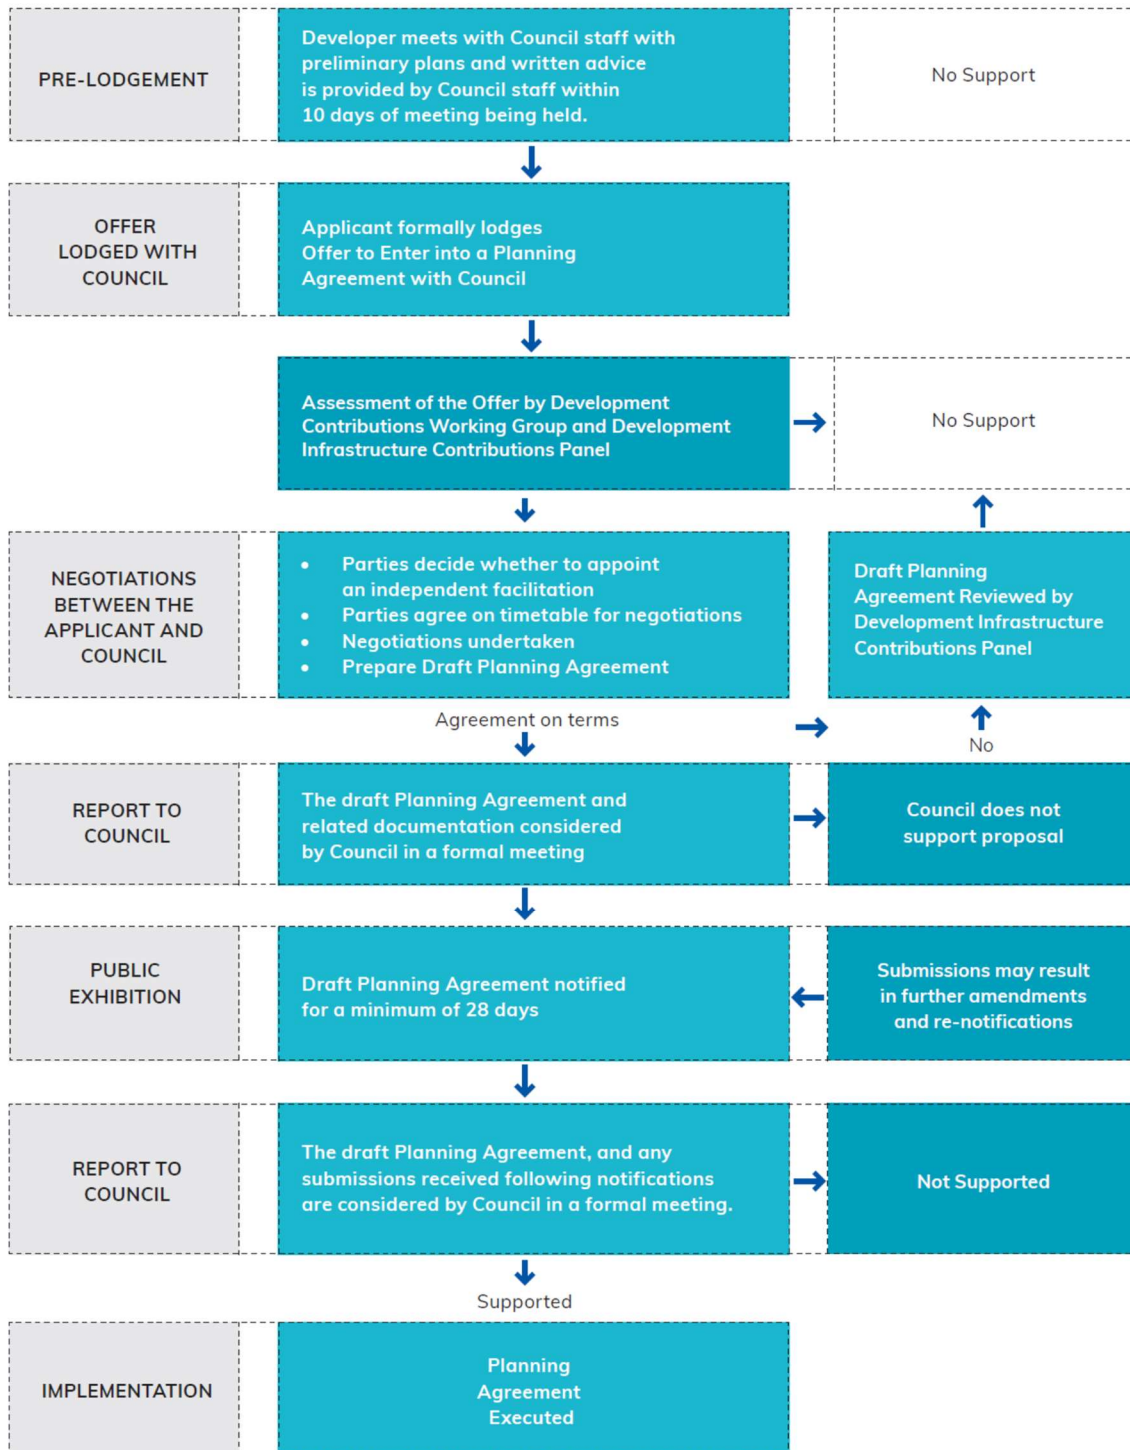 PRE-LODGEMENT
Developer meets with Council staff with
preliminary plans and written advice
is provided by Council staff within
10 days of meeting being held.
No Support
OFFER
LODGED WITH
COUNCIL
Applicant formally lodges
Offer to Enter into a Planning
Agreement with Council
Assessment of the Offer by Development
Contributions Working Group and Development
Infrastructure Contributions Panel
No Support
NEGOTIATIONS
BETWEEN THE
APPLICANT AND
COUNCIL
• Parties decide whether to appoint
an independent facilitation
• Parties agree on timetable for negotiations
• Negotiations undertaken
• Prepare Draft Planning Agreement
Draft Planning
Agreement Reviewed by
Development Infrastructure
Contributions Panel
Agreement on terms
No
REPORT TO
COUNCIL
The draft Planning Agreement and
related documentation considered
by Council in a formal meeting
Council does not
support proposal
PUBLIC
EXHIBITION
Draft Planning Agreement notified
for a minimum of 28 days
Submissions may result
in further amendments
and re-notifications
REPORT TO
COUNCIL
The draft Planning Agreement, and any
submissions received following notifications
are considered by Council in a formal meeting.
Not Supported
Supported
IMPLEMENTATION
Planning
Agreement
Executed